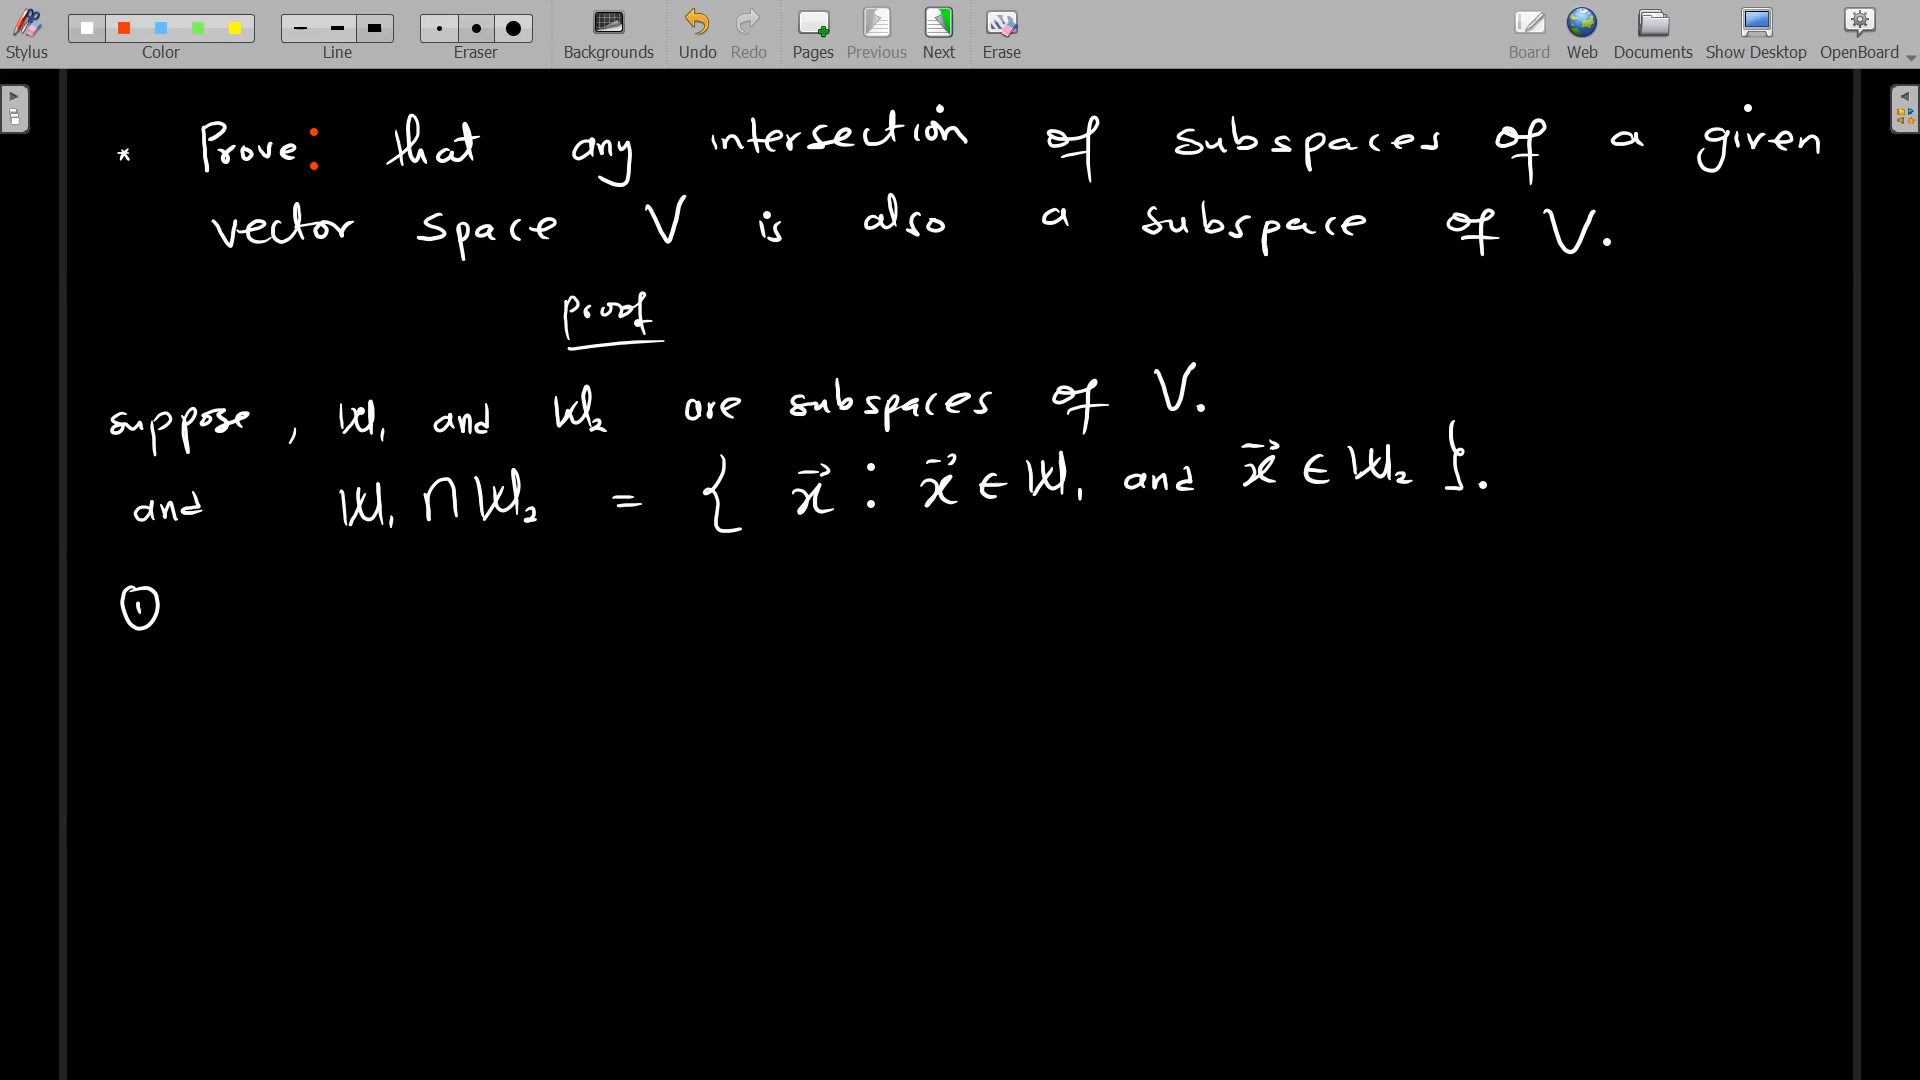 Stylus Color Line Eraser Backgrounds Undo Redo Pages Previous Next Erase Board Web Documents Show Desktop OpenBoard
* Prove: that any intersection of subspaces of a given
vector space V is also a subspace of V.
Proof
suppose, W₁ and W₂ are subspaces of V.
and W₁ ∩ W₂ = { x⃗ : x⃗ ∈ W₁ and x⃗ ∈ W₂ }.
①